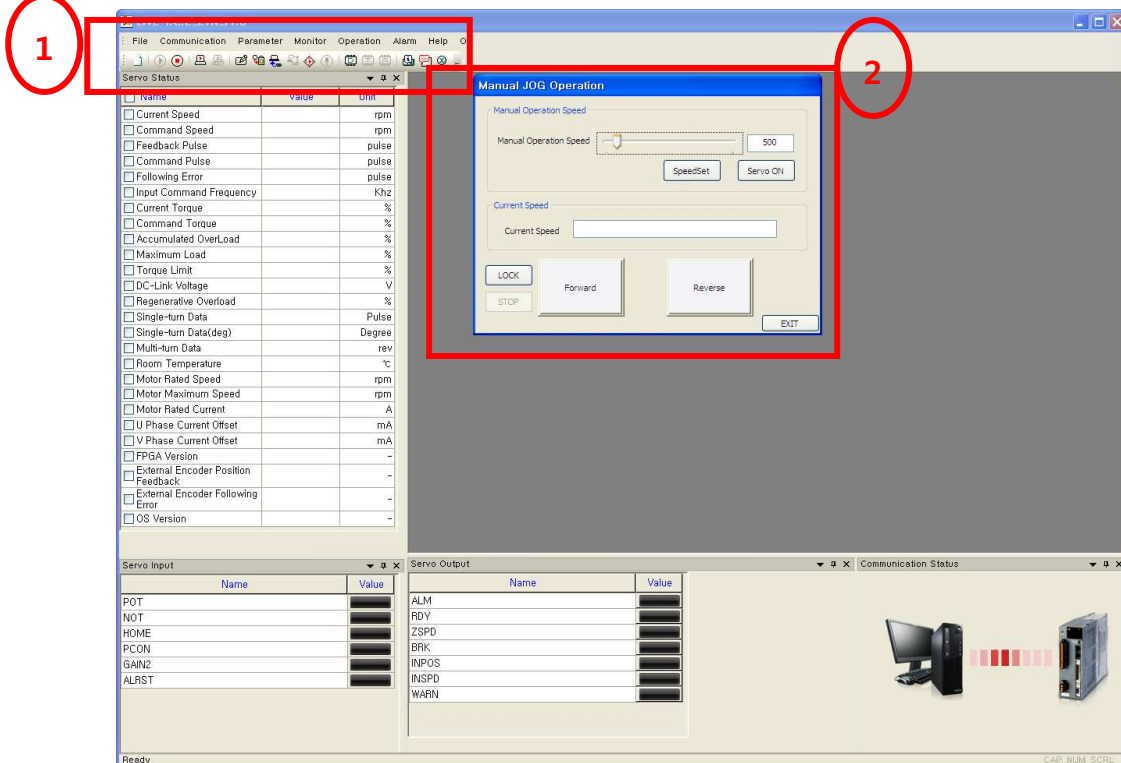 1
2
File Communication Parameter Monitor Operation Alarm Help
Servo Status
Name Value Unit
Current Speed rpm
Command Speed rpm
Feedback Pulse pulse
Command Pulse pulse
Following Error pulse
Input Command Frequency Khz
Current Torque %
Command Torque %
Accumulated OverLoad %
Maximum Load %
Torque Limit %
DC-Link Voltage V
Regenerative Overload %
Single-turn Data Pulse
Single-turn Data(deg) Degree
Multi-turn Data rev
Room Temperature ℃
Motor Rated Speed rpm
Motor Maximum Speed rpm
Motor Rated Current A
U Phase Current Offset mA
V Phase Current Offset mA
FPGA Version -
External Encoder Position
Feedback -
External Encoder Following
Error -
OS Version -
Manual JOG Operation
Manual Operation Speed
Manual Operation Speed 500
SpeedSet Servo ON
Current Speed
Current Speed
LOCK
STOP
Forward
Reverse
EXIT
Servo Input
Name Value
POT
NOT
HOME
PCON
GAIN2
ALRST
Servo Output
Name Value
ALM
RDY
ZSPD
BRK
INPOS
INSPD
WARN
Communication Status
Ready
CAP NUM SCRL